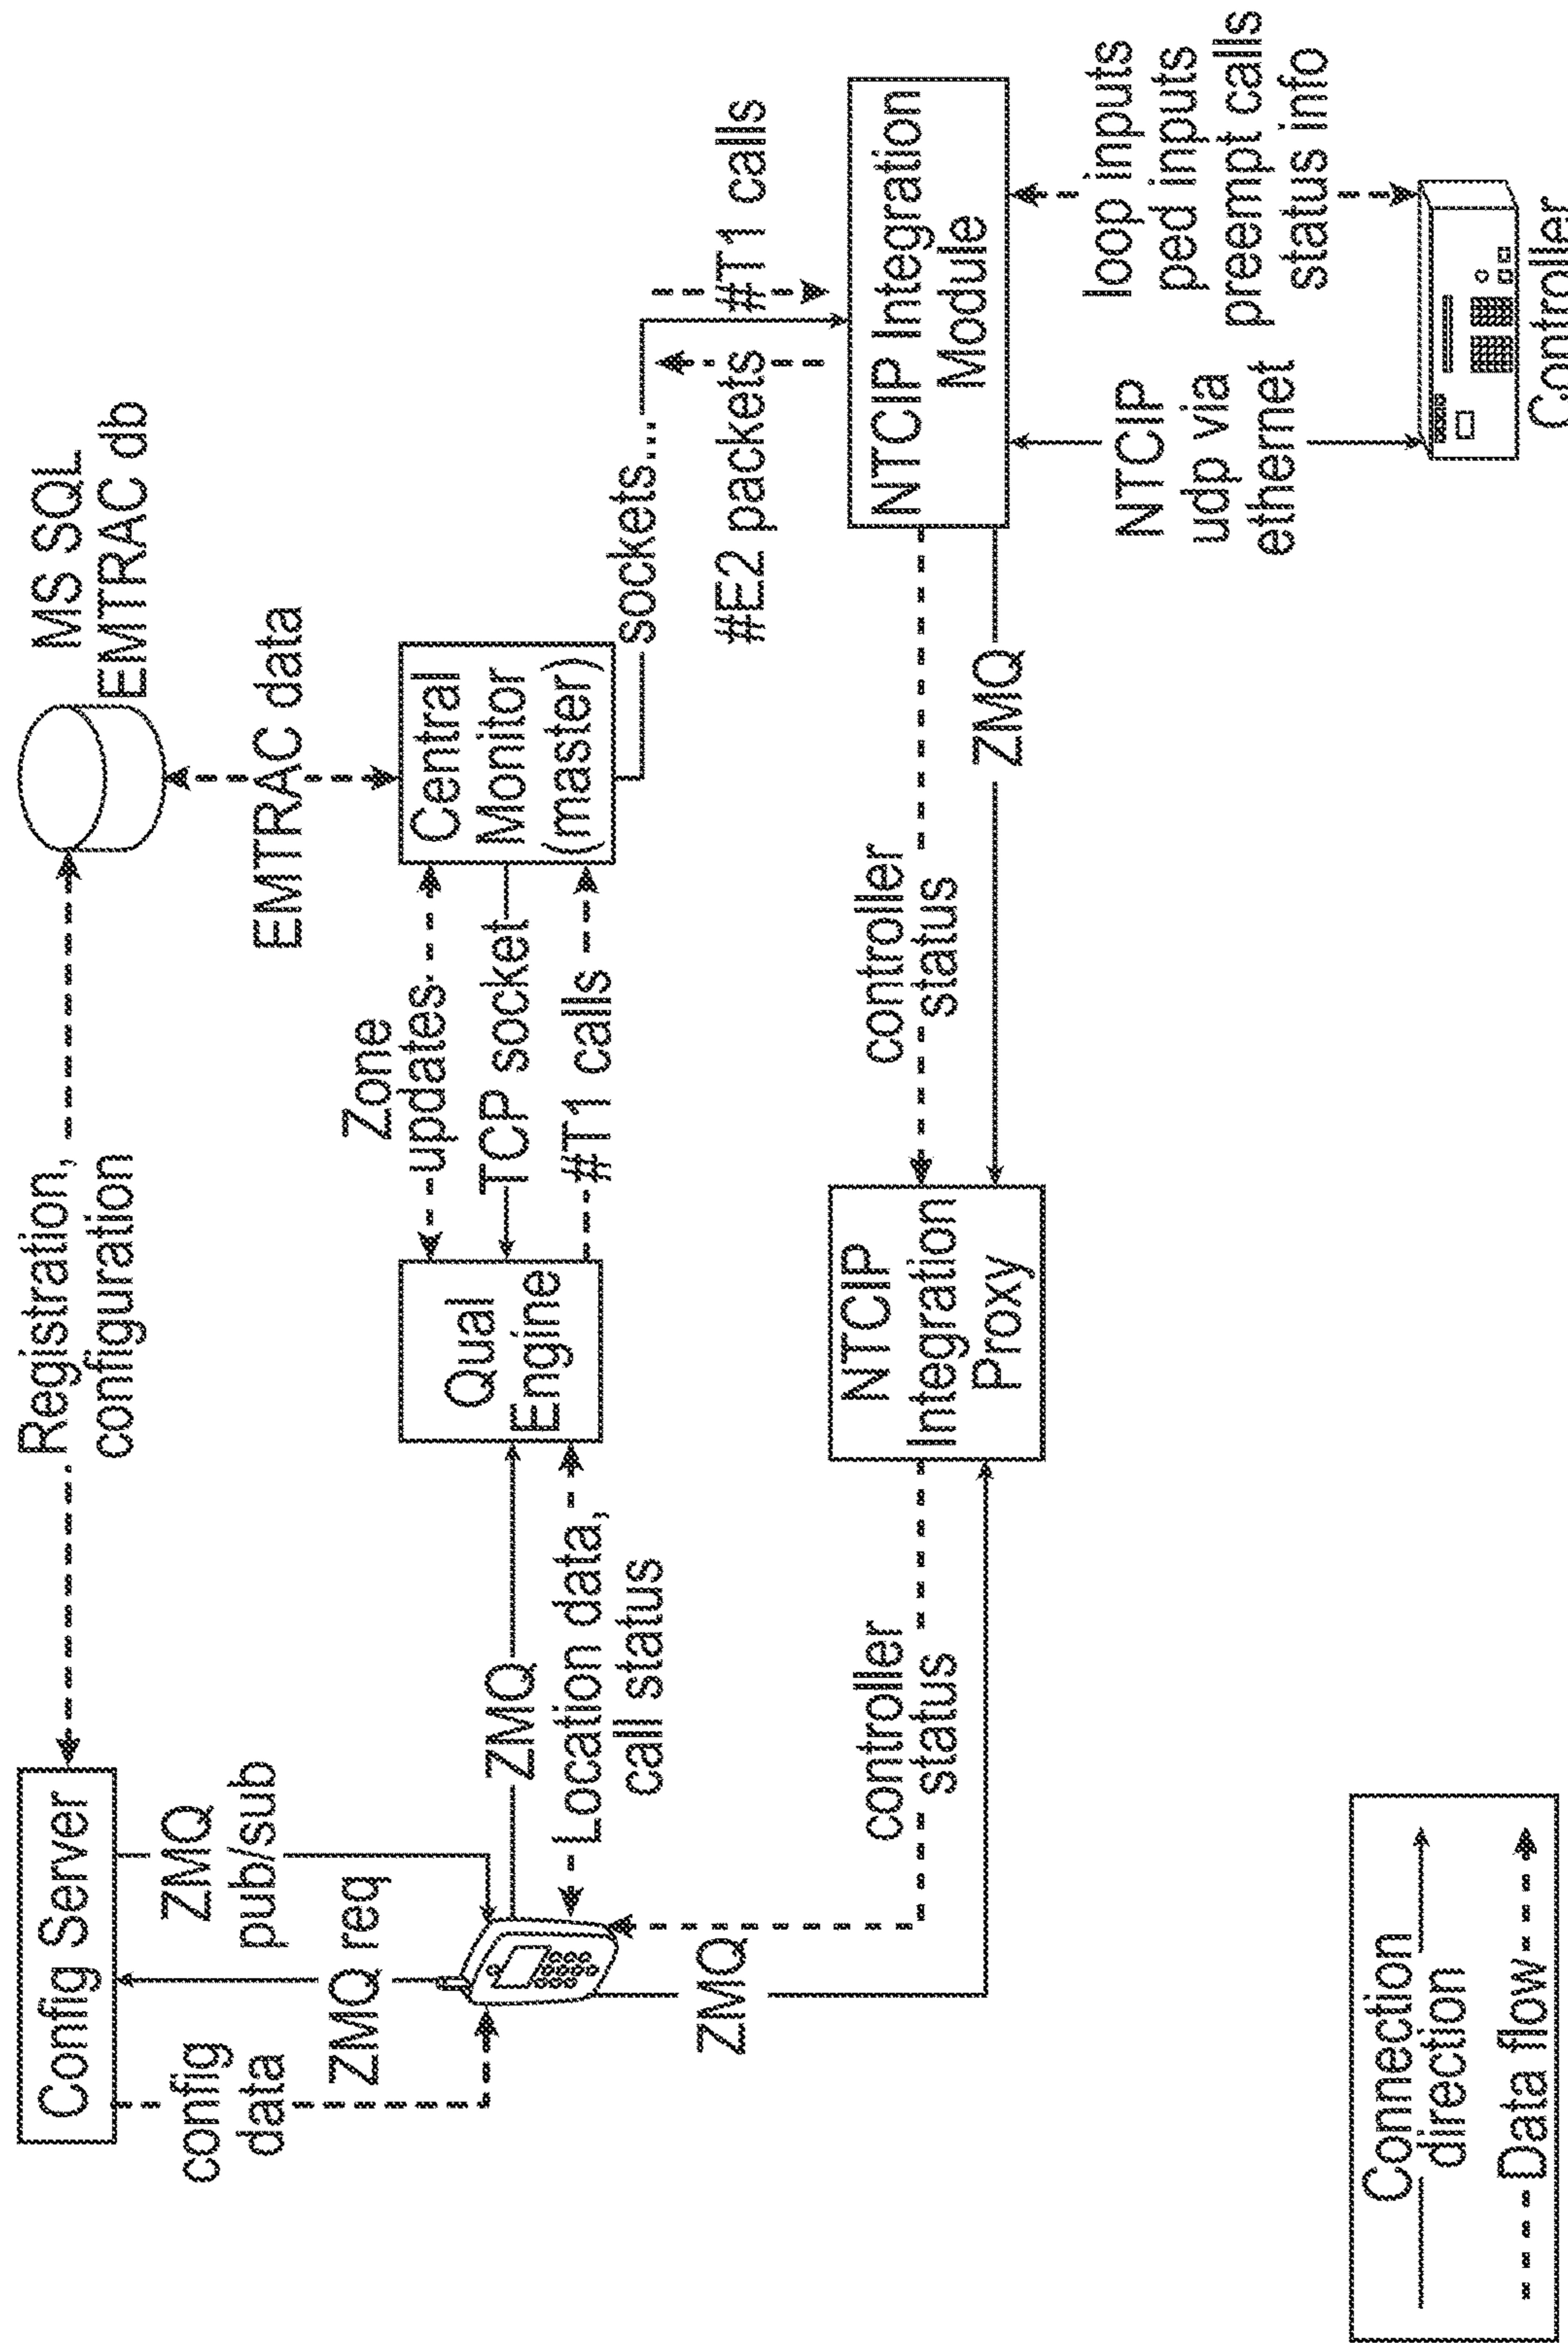 Config Server
Registration,
configuration
MS SQL
EMTRAC db
config
data
ZMQ req
ZMQ
pub/sub
EMTRAC data
ZMQ
Location data,
call status
Qual
Engine
Zone
updates
TCP socket
#T1 calls
Central
Monitor
(master)
sockets...
#E2 packets
#T1 calls
ZMQ
controller
status
NTCIP
Integration
Proxy
controller
status
ZMQ
NTCIP Integration
Module
NTCIP
udp via
ethernet
loop inputs
ped inputs
preempt calls
status info
Controller
Connection
direction
Data flow